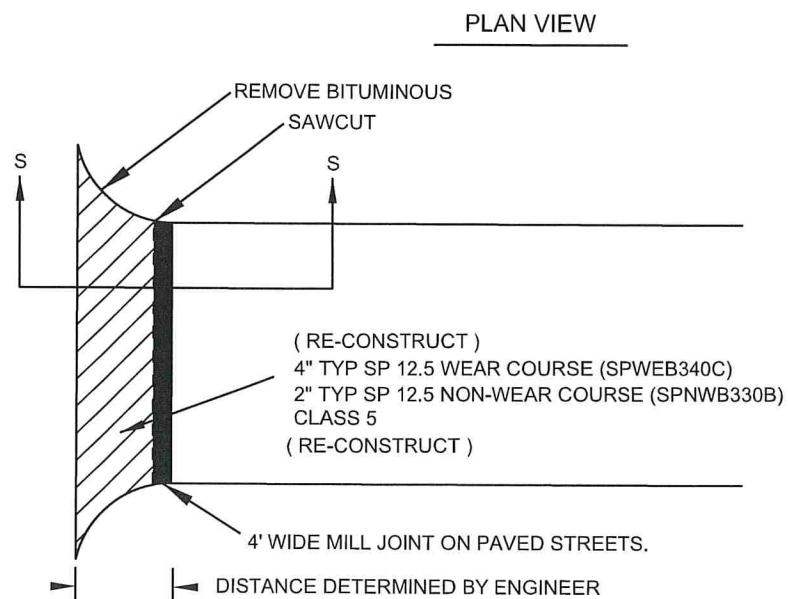 PLAN VIEW
REMOVE BITUMINOUS
SAWCUT
S
S
( RE-CONSTRUCT )
4" TYP SP 12.5 WEAR COURSE (SPWEB340C)
2" TYP SP 12.5 NON-WEAR COURSE (SPNWB330B)
CLASS 5
( RE-CONSTRUCT )
4' WIDE MILL JOINT ON PAVED STREETS.
DISTANCE DETERMINED BY ENGINEER